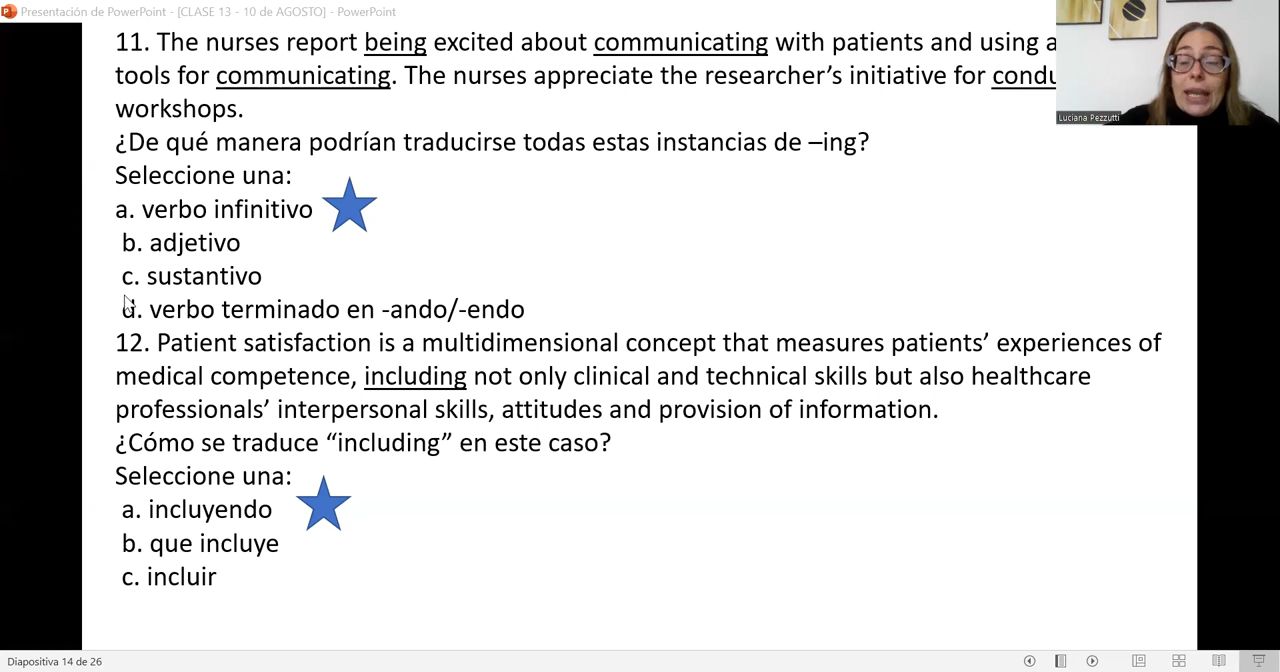 Presentación de PowerPoint - [CLASE 13 - 10 de AGOSTO] - PowerPoint
11. The nurses report being excited about communicating with patients and using a
tools for communicating. The nurses appreciate the researcher’s initiative for condu
workshops.
¿De qué manera podrían traducirse todas estas instancias de –ing?
Seleccione una:
a. verbo infinitivo
b. adjetivo
c. sustantivo
d. verbo terminado en -ando/-endo
12. Patient satisfaction is a multidimensional concept that measures patients’ experiences of
medical competence, including not only clinical and technical skills but also healthcare
professionals’ interpersonal skills, attitudes and provision of information.
¿Cómo se traduce “including” en este caso?
Seleccione una:
a. incluyendo
b. que incluye
c. incluir
Luciana Pezzutti
Diapositiva 14 de 26